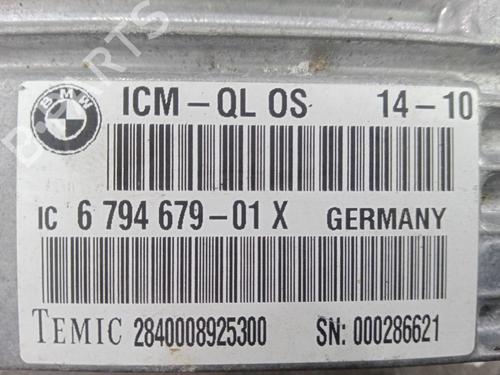 BMW
ICM-QL OS 14-10
IC 6 794 679-01 X GERMANY
TEMIC 2840008925300 SN: 000286621